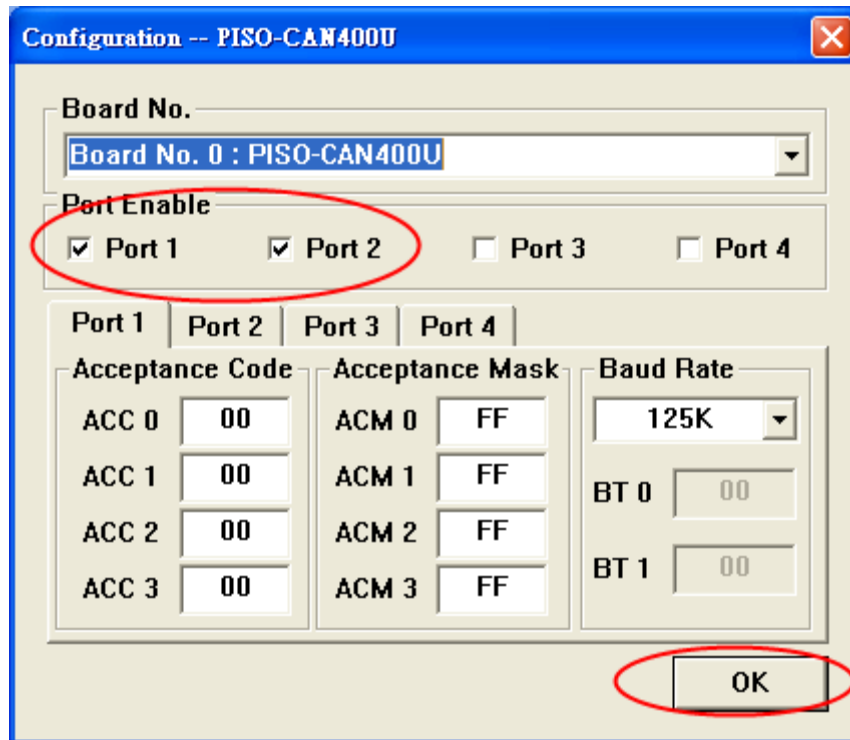 Configuration -- PISO-CAN400U
Board No.
Board No. 0 : PISO-CAN400U
Port Enable
Port 1 Port 2 Port 3 Port 4
Port 1 Port 2 Port 3 Port 4
Acceptance Code Acceptance Mask Baud Rate
ACC 0 00 ACM 0 FF 125K
ACC 1 00 ACM 1 FF BT 0 00
ACC 2 00 ACM 2 FF
ACC 3 00 ACM 3 FF BT 1 00
OK